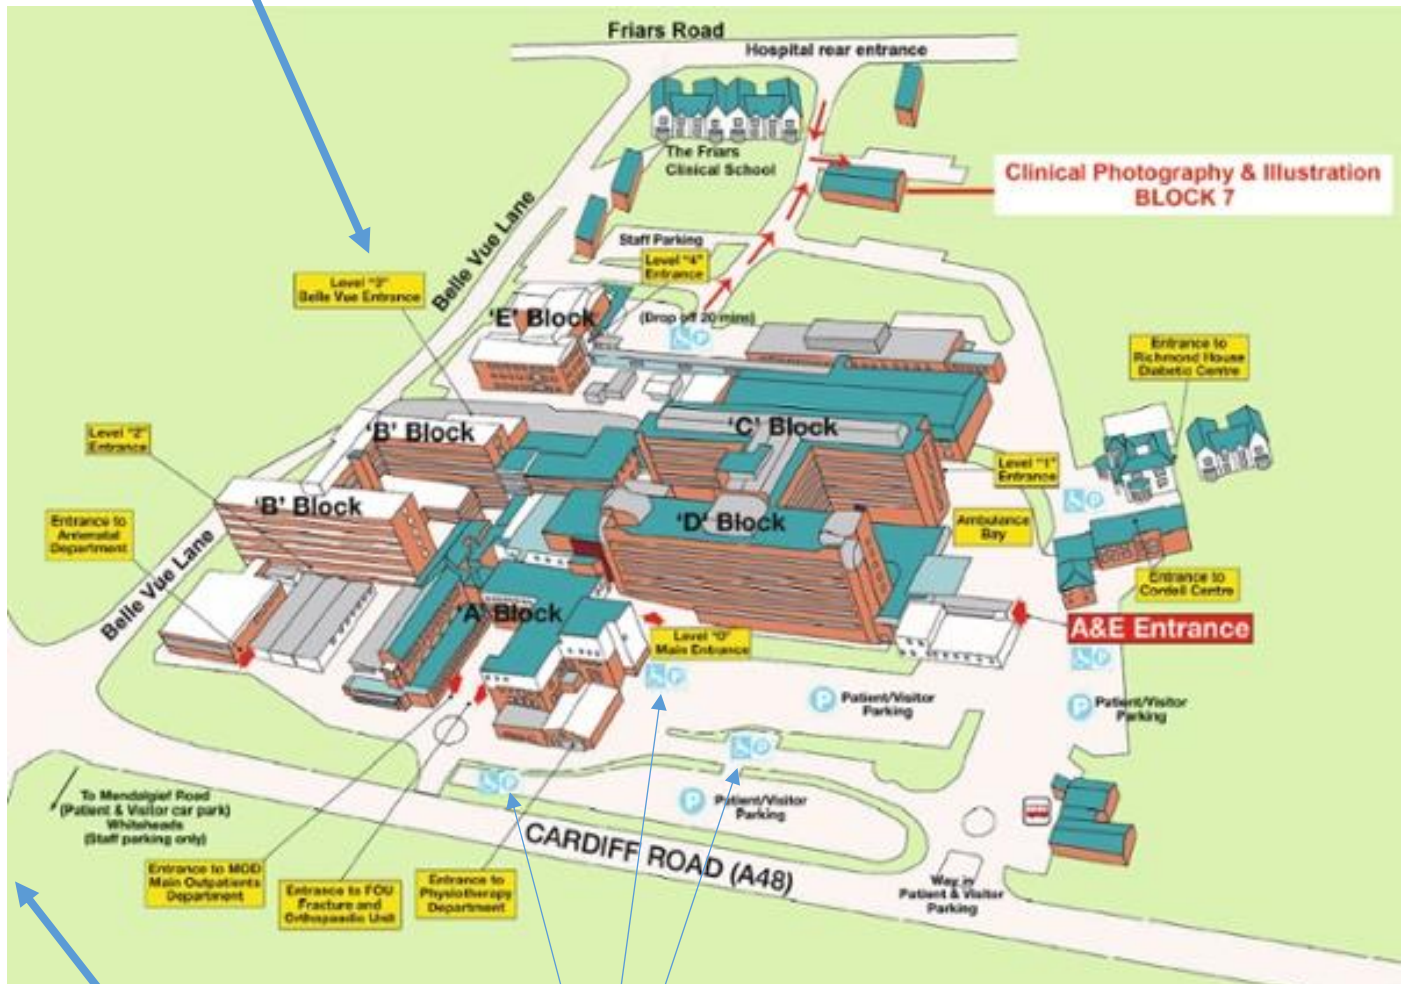 Friars Road
Hospital rear entrance
The Friars
Clinical School
Clinical Photography & Illustration
BLOCK 7
Belle Vue Lane
Staff Parking
Level "4"
Entrance
Level "3"
Belle Vue Entrance
'E' Block
(Drop off 20 mins)
P
Entrance to
Richmond House
Diabetic Centre
'B' Block
'C' Block
Level "2"
Entrance
Level "1"
Entrance
P
'B' Block
'D' Block
Entrance to
Antenatal
Department
Ambulance
Bay
Belle Vue Lane
Entrance to
Cordell Centre
'A' Block
A&E Entrance
Level "0"
Main Entrance
P
P
P
Patient/Visitor
Parking
P
Patient/Visitor
Parking
P
P
P
Patient/Visitor
Parking
To Mendalgief Road
(Patient & Visitor car park)
Whiteheads
(Staff parking only)
CARDIFF ROAD (A48)
Entrance to MOD
Main Outpatients
Department
Entrance to FOU
Fracture and
Orthopaedic Unit
Entrance to
Physiotherapy
Department
Way in
Patient & Visitor
Parking